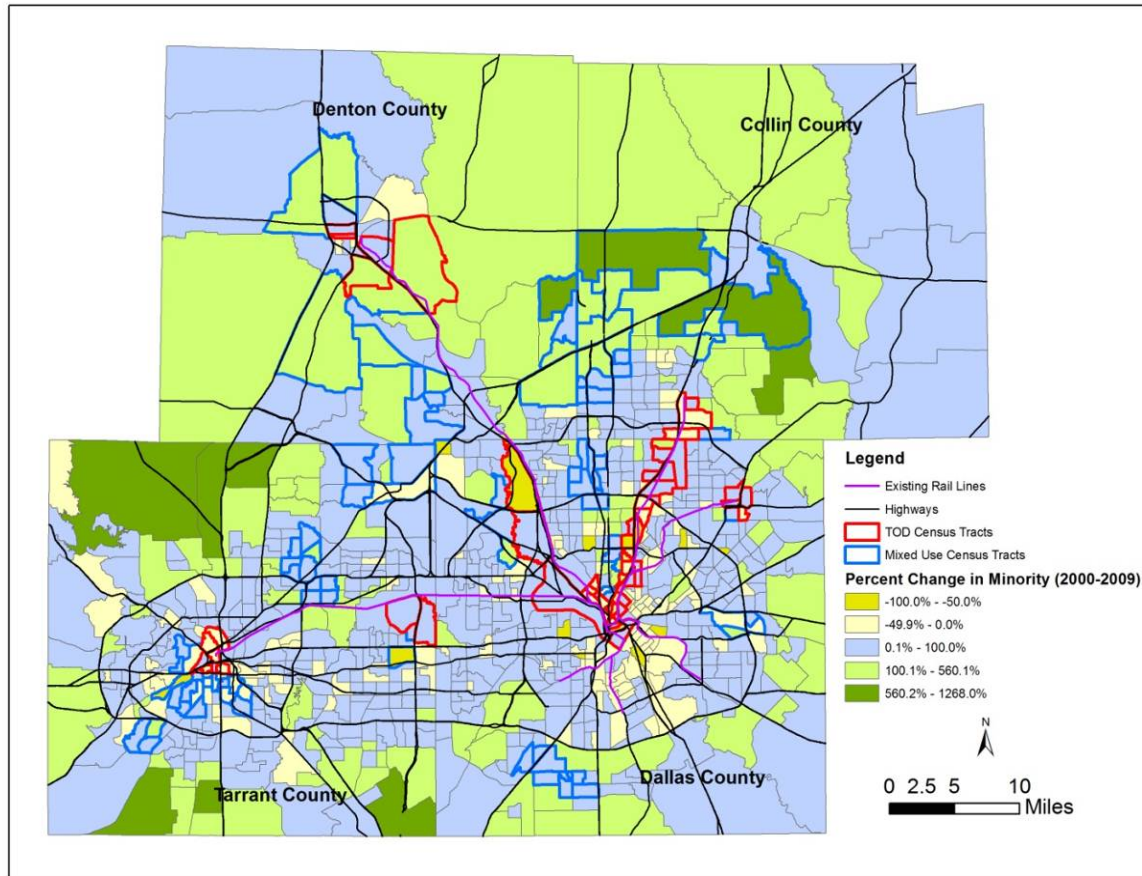 Denton County
Collin County
Legend
Existing Rail Lines
Highways
TOD Census Tracts
Mixed Use Census Tracts
Percent Change in Minority (2000-2009)
-100.0% - -50.0%
-49.9% - 0.0%
0.1% - 100.0%
100.1% - 560.1%
560.2% - 1268.0%
N
Dallas County
Tarrant County
0 2.5 5 10
Miles